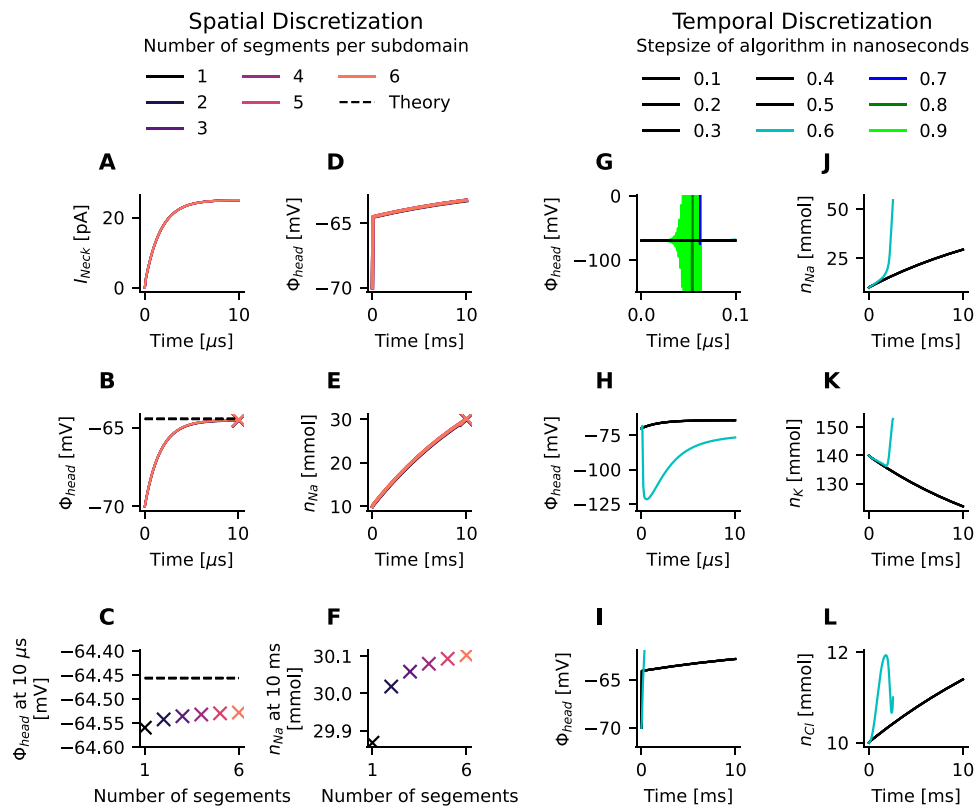 Spatial Discretization
Number of segments per subdomain
1
4
6
2
5
Theory
3
Temporal Discretization
Stepsize of algorithm in nanoseconds
0.1
0.4
0.7
0.2
0.5
0.8
0.3
0.6
0.9
A
I_Neck [pA]
20
0
0
10
Time [μs]
D
Φ_head [mV]
−65
−70
0
10
Time [ms]
G
Φ_head [mV]
0
−100
0.0
0.1
Time [μs]
J
n_Na [mmol]
50
25
0
10
Time [ms]
B
Φ_head [mV]
−65
−70
0
10
Time [μs]
E
n_Na [mmol]
30
20
10
0
10
Time [ms]
H
Φ_head [mV]
−75
−100
−125
0
10
Time [μs]
K
n_K [mmol]
150
140
130
0
10
Time [ms]
C
Φ_head at 10 μs
[mV]
−64.40
−64.45
−64.50
−64.55
−64.60
1
6
Number of segements
F
n_Na at 10 ms
[mmol]
30.1
30.0
29.9
1
6
Number of segements
I
Φ_head [mV]
−65
−70
0
10
Time [ms]
L
n_Cl [mmol]
12
10
0
10
Time [ms]